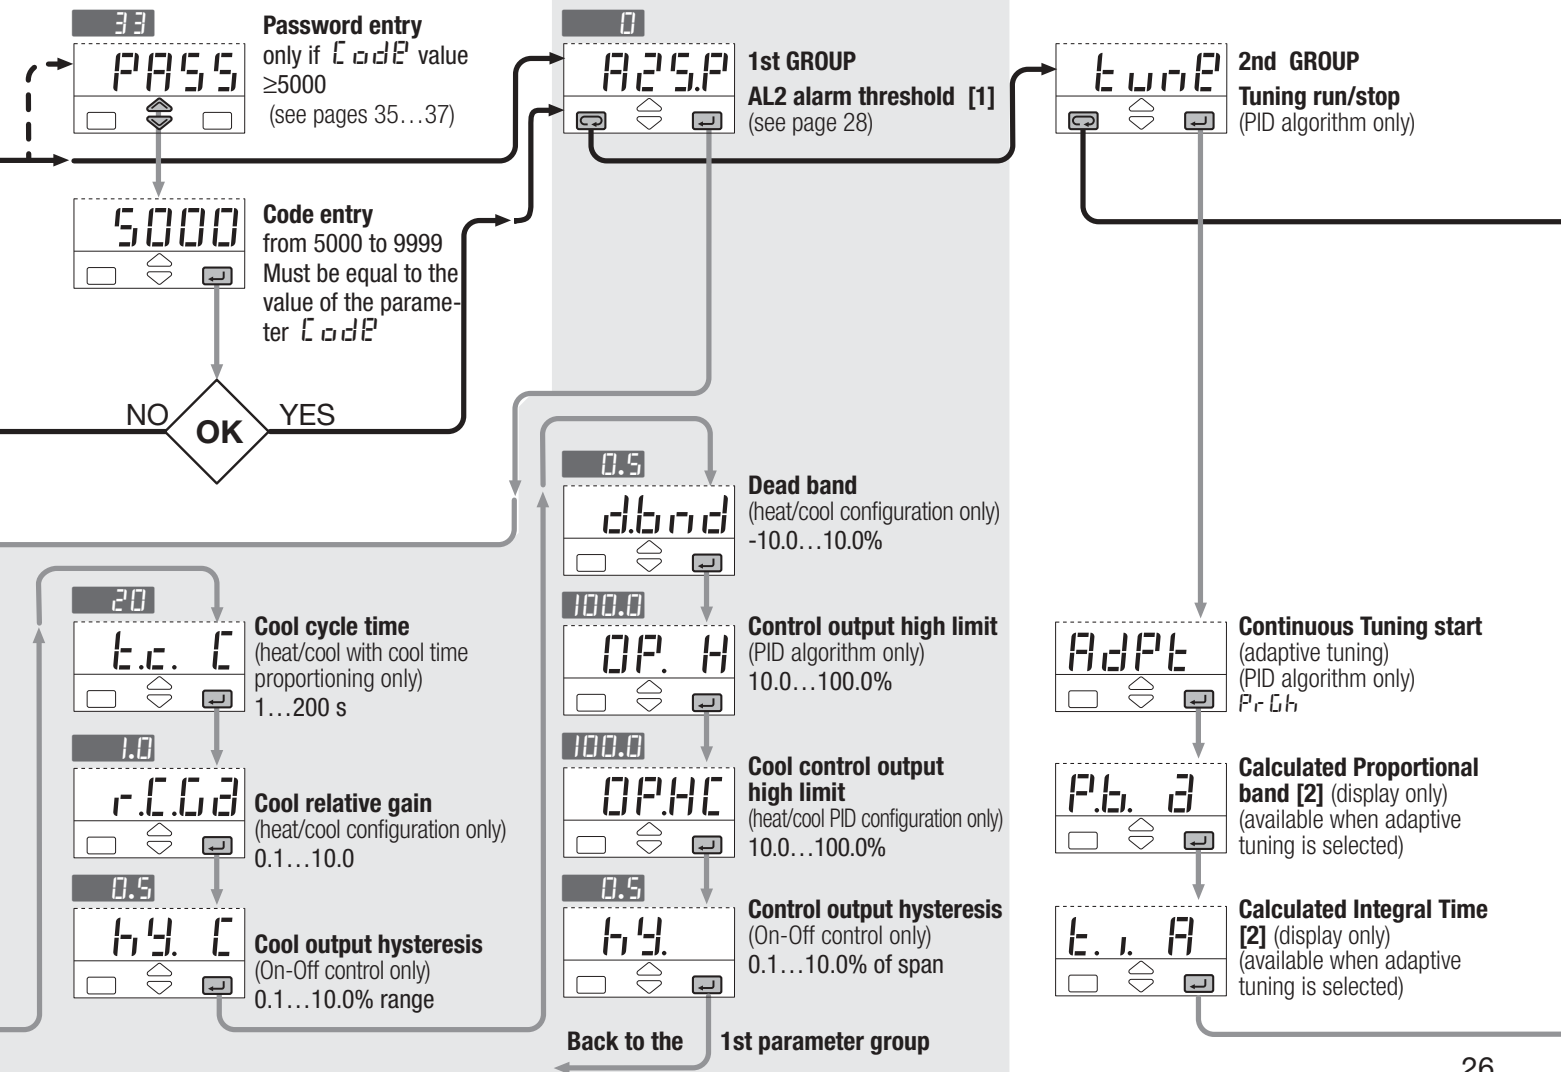 33
PASS
Password entry
only if CodE value
≥5000
(see pages 35…37)
5000
Code entry
from 5000 to 9999
Must be equal to the
value of the parame-
ter CodE
NO
OK
YES
20
t.c. C
Cool cycle time
(heat/cool with cool time
proportioning only)
1…200 s
1.0
r.C.Ga
Cool relative gain
(heat/cool configuration only)
0.1…10.0
0.5
hy. C
Cool output hysteresis
(On-Off control only)
0.1…10.0% range
0
A2S.P
1st GROUP
AL2 alarm threshold [1]
(see page 28)
0.5
d.bnd
Dead band
(heat/cool configuration only)
-10.0…10.0%
100.0
OP. H
Control output high limit
(PID algorithm only)
10.0…100.0%
100.0
OP.HC
Cool control output
high limit
(heat/cool PID configuration only)
10.0…100.0%
0.5
hy.
Control output hysteresis
(On-Off control only)
0.1…10.0% of span
Back to the 1st parameter group
tunE
2nd GROUP
Tuning run/stop
(PID algorithm only)
AdPt
Continuous Tuning start
(adaptive tuning)
(PID algorithm only)
PrGh
P.b. a
Calculated Proportional
band [2] (display only)
(available when adaptive
tuning is selected)
t. i. A
Calculated Integral Time
[2] (display only)
(available when adaptive
tuning is selected)
26